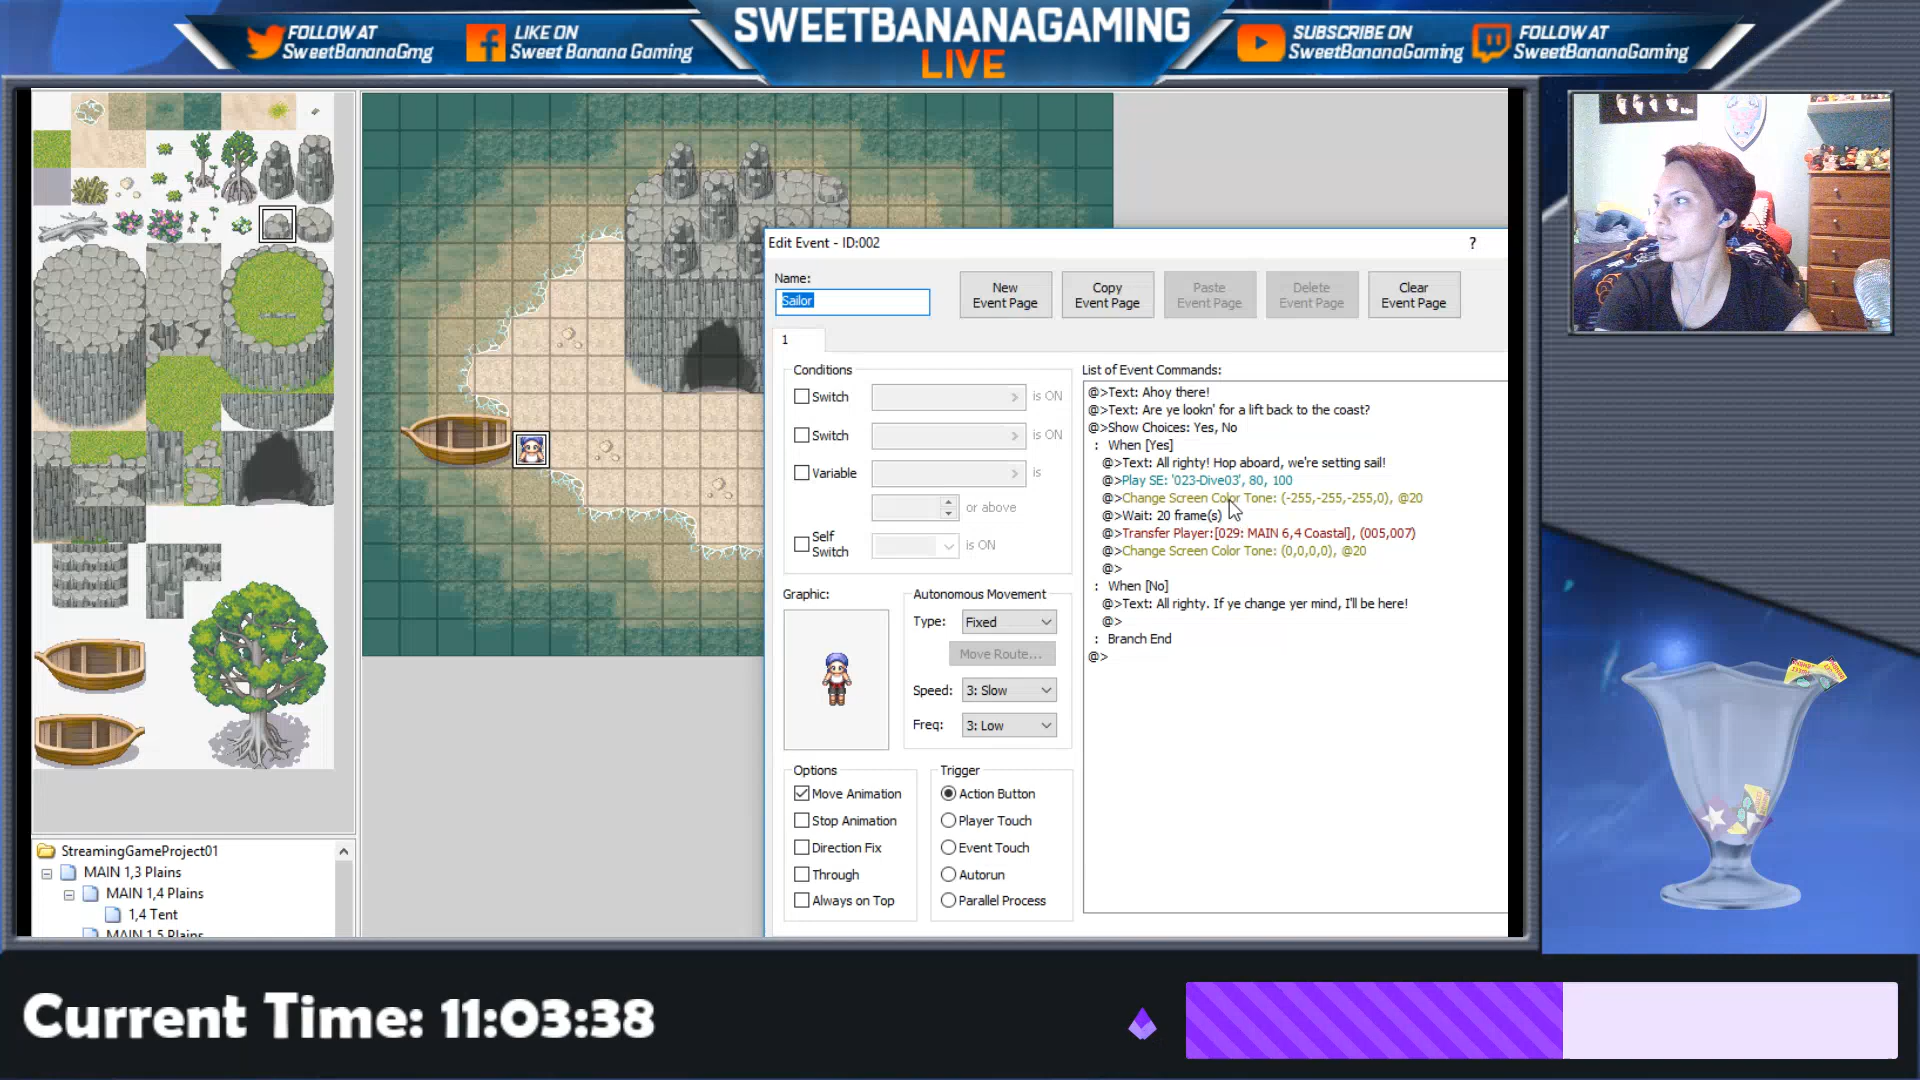 FOLLOW AT
SweetBananaGmg
LIKE ON
Sweet Banana Gaming
SWEETBANANAGAMING
LIVE
SUBSCRIBE ON
SweetBananaGaming
FOLLOW AT
SweetBananaGaming
Edit Event - ID:002
?
Name:
Sailor
New
Event Page
Copy
Event Page
Paste
Event Page
Delete
Event Page
Clear
Event Page
1
Conditions
Switch
is ON
Switch
is ON
Variable
is
or above
Self
Switch
is ON
Graphic:
Autonomous Movement
Type:
Fixed
Move Route...
Speed:
3: Slow
Freq:
3: Low
Options
Move Animation
Stop Animation
Direction Fix
Through
Always on Top
Trigger
Action Button
Player Touch
Event Touch
Autorun
Parallel Process
List of Event Commands:
@>Text: Ahoy there!
@>Text: Are ye lookn' for a lift back to the coast?
@>Show Choices: Yes, No
: When [Yes]
@>Text: All righty! Hop aboard, we're setting sail!
@>Play SE: '023-Dive03', 80, 100
@>Change Screen Color Tone: (-255,-255,-255,0), @20
@>Wait: 20 frame(s)
@>Transfer Player:[029: MAIN 6,4 Coastal], (005,007)
@>Change Screen Color Tone: (0,0,0,0), @20
@>
: When [No]
@>Text: All righty. If ye change yer mind, I'll be here!
@>
: Branch End
@>
StreamingGameProject01
MAIN 1,3 Plains
MAIN 1,4 Plains
1,4 Tent
MAIN 1,5 Plains
Current Time: 11:03:38